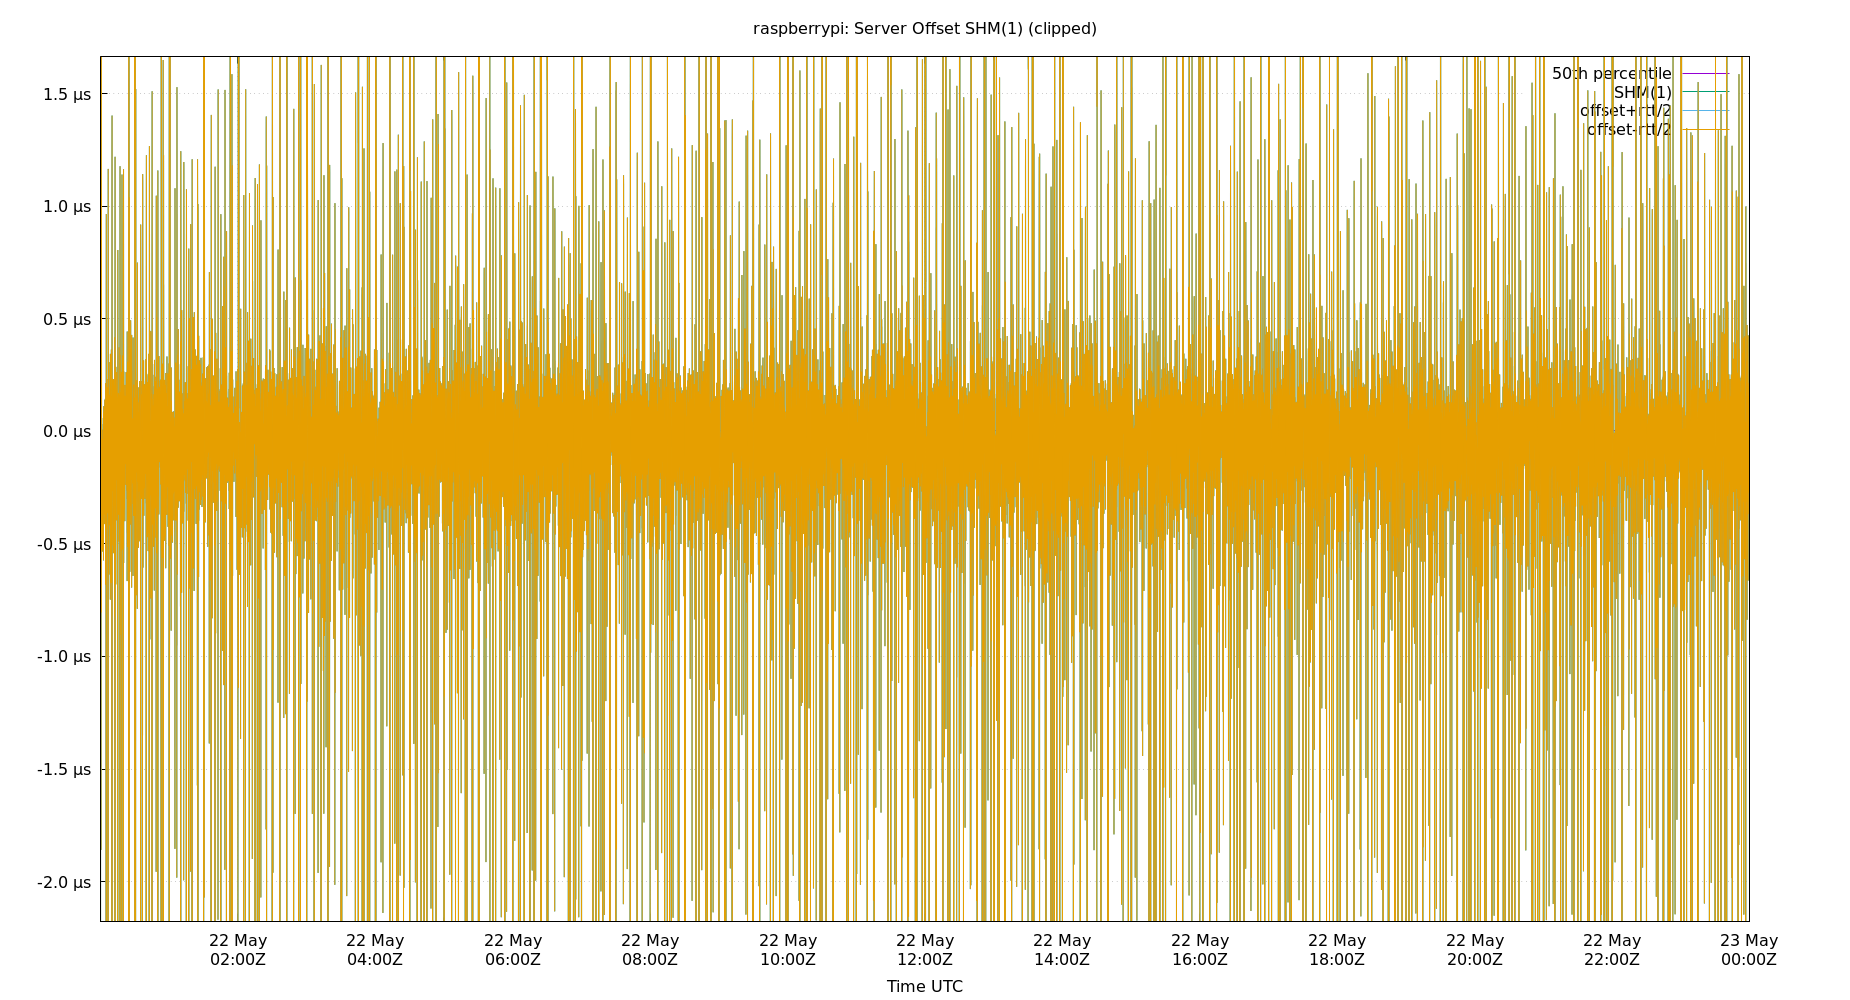 raspberrypi: Server Offset SHM(1) (clipped)
50th percentile
SHM(1)
offset+rtt/2
offset-rtt/2
1.5 µs
1.0 µs
0.5 µs
0.0 µs
-0.5 µs
-1.0 µs
-1.5 µs
-2.0 µs
22 May 22 May 22 May 22 May 22 May 22 May 22 May 22 May 22 May 22 May 22 May 23 May
02:00Z 04:00Z 06:00Z 08:00Z 10:00Z 12:00Z 14:00Z 16:00Z 18:00Z 20:00Z 22:00Z 00:00Z
Time UTC